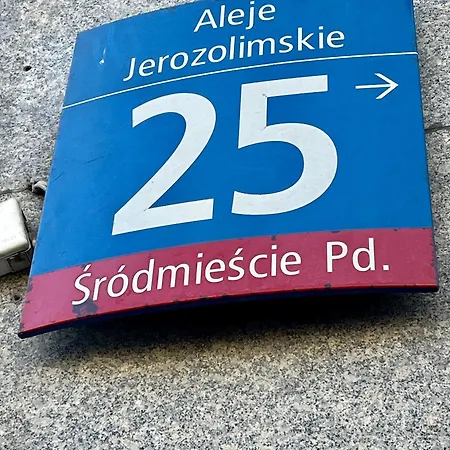 Aleje
Jerozolimskie
25 →
Śródmieście Pd.